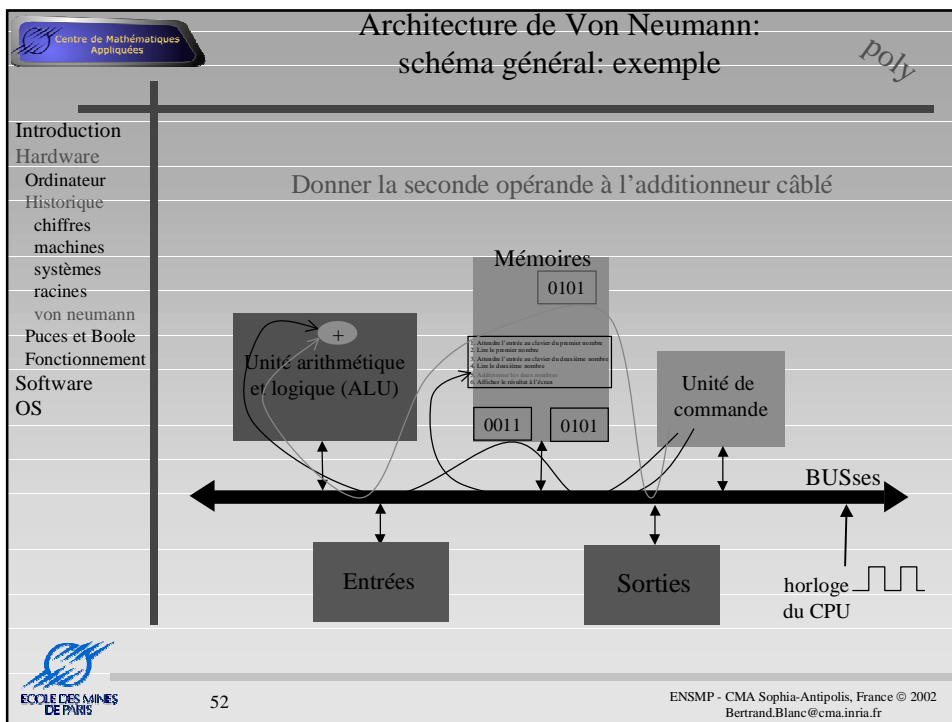 Centre de Mathématiques
Appliquées
Architecture de Von Neumann:
schéma général: exemple
poly
Introduction
Hardware
Ordinateur
Historique
chiffres
machines
systèmes
racines
von neumann
Puces et Boole
Fonctionnement
Software
OS
Donner la seconde opérande à l’additionneur câblé
Mémoires
0101
+
Unité arithmétique
et logique (ALU)
1. Attendre l’entrée au clavier du premier nombre
2. Lire le premier nombre
3. Attendre l’entrée au clavier du deuxième nombre
4. Lire le deuxième nombre
5. Additionner les deux nombres
6. Afficher le résultat à l’écran
0011
0101
Unité de
commande
BUSses
Entrées
Sorties
horloge
du CPU
ECOLE DES MINES
DE PARIS
52
ENSMP - CMA Sophia-Antipolis, France © 2002
Bertrand.Blanc@cma.inria.fr